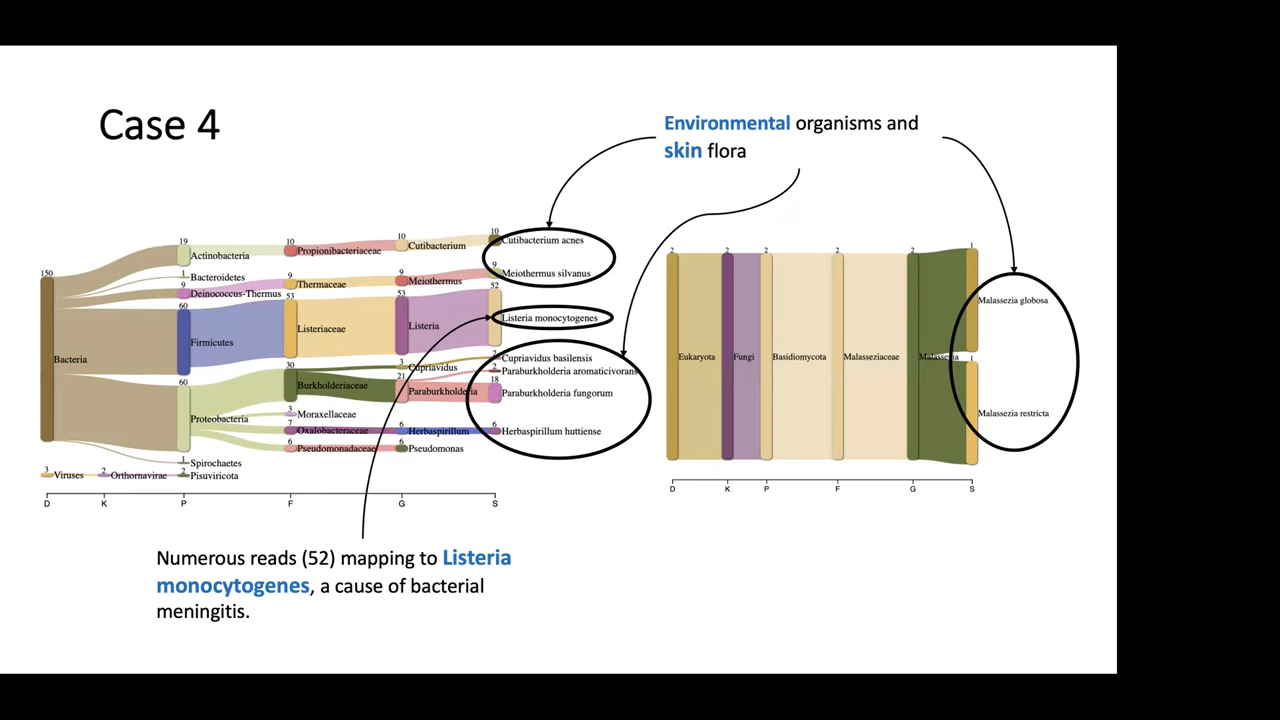 Case 4
Environmental organisms and
skin flora
150
Bacteria
3
Viruses
2
Orthornavirae
2
Pisuviricota
19
Actinobacteria
1
Bacteroidetes
9
Deinococcus-Thermus
60
Firmicutes
60
Proteobacteria
1
Spirochaetes
10
Propionibacteriaceae
9
Thermaceae
53
Listeriaceae
30
Burkholderiaceae
3
Moraxellaceae
7
Oxalobacteraceae
6
Pseudomonadaceae
10
Cutibacterium
9
Meiothermus
53
Listeria
3
Cupriavidus
21
Paraburkholderia
6
Herbaspirillum
6
Pseudomonas
10
Cutibacterium acnes
9
Meiothermus silvanus
52
Listeria monocytogenes
2
Cupriavidus basilensis
2
Paraburkholderia aromaticivorans
18
Paraburkholderia fungorum
6
Herbaspirillum huttiense
D K P F G S
2
Eukaryota
2
Fungi
2
Basidiomycota
2
Malasseziaceae
2
Malassezia
1
Malassezia globosa
1
Malassezia restricta
D K P F G S
Numerous reads (52) mapping to Listeria
monocytogenes, a cause of bacterial
meningitis.